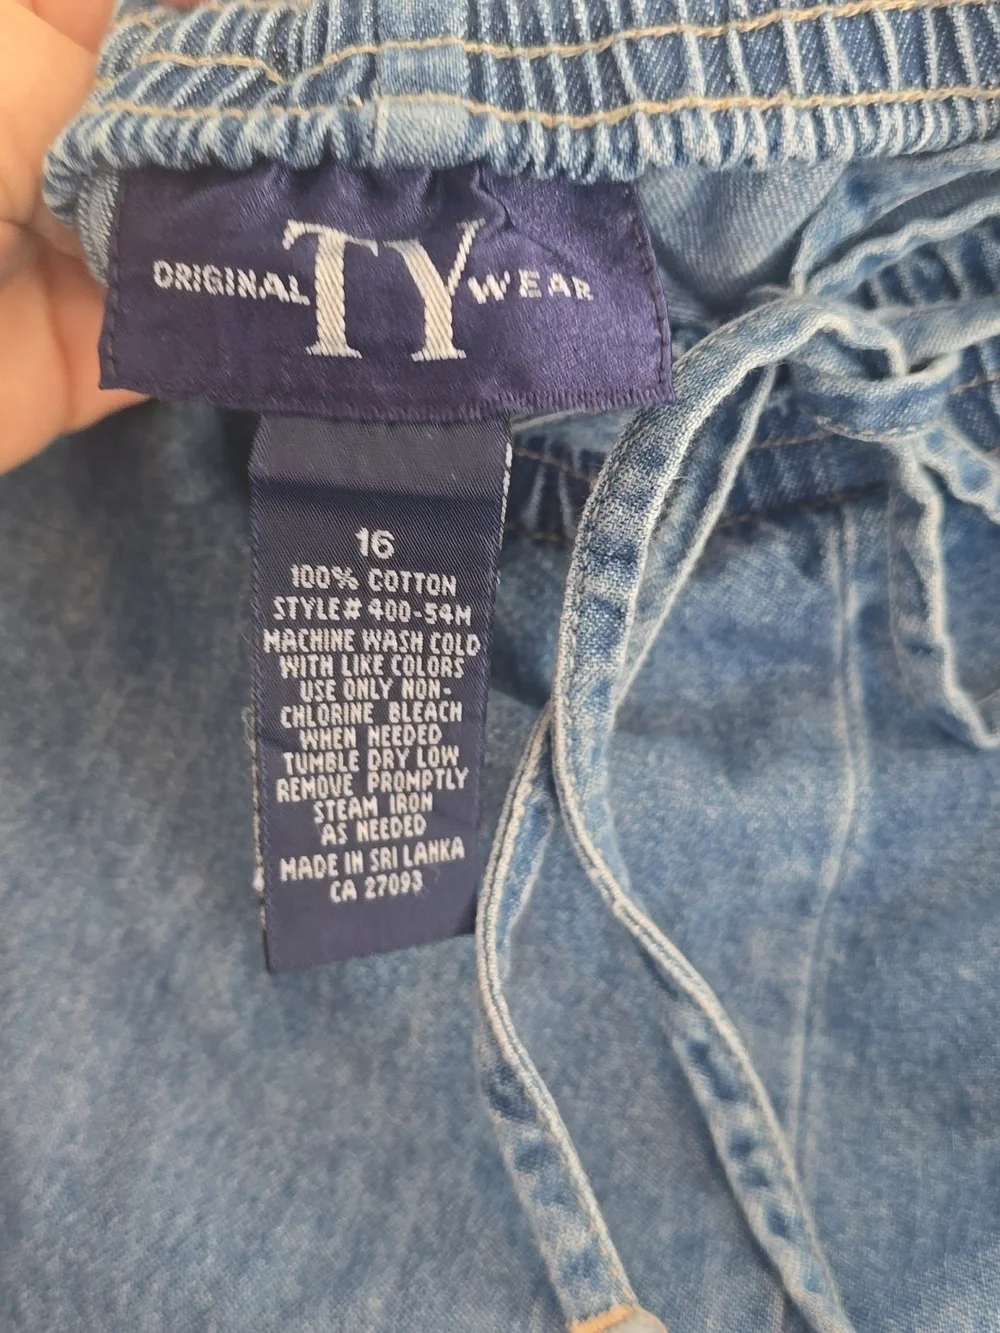 ORIGINAL TY WEAR
16
100% COTTON
STYLE# 400-54M
MACHINE WASH COLD
WITH LIKE COLORS
USE ONLY NON-
CHLORINE BLEACH
WHEN NEEDED
TUMBLE DRY LOW
REMOVE PROMPTLY
STEAM IRON
AS NEEDED
MADE IN SRI LANKA
CA 27093